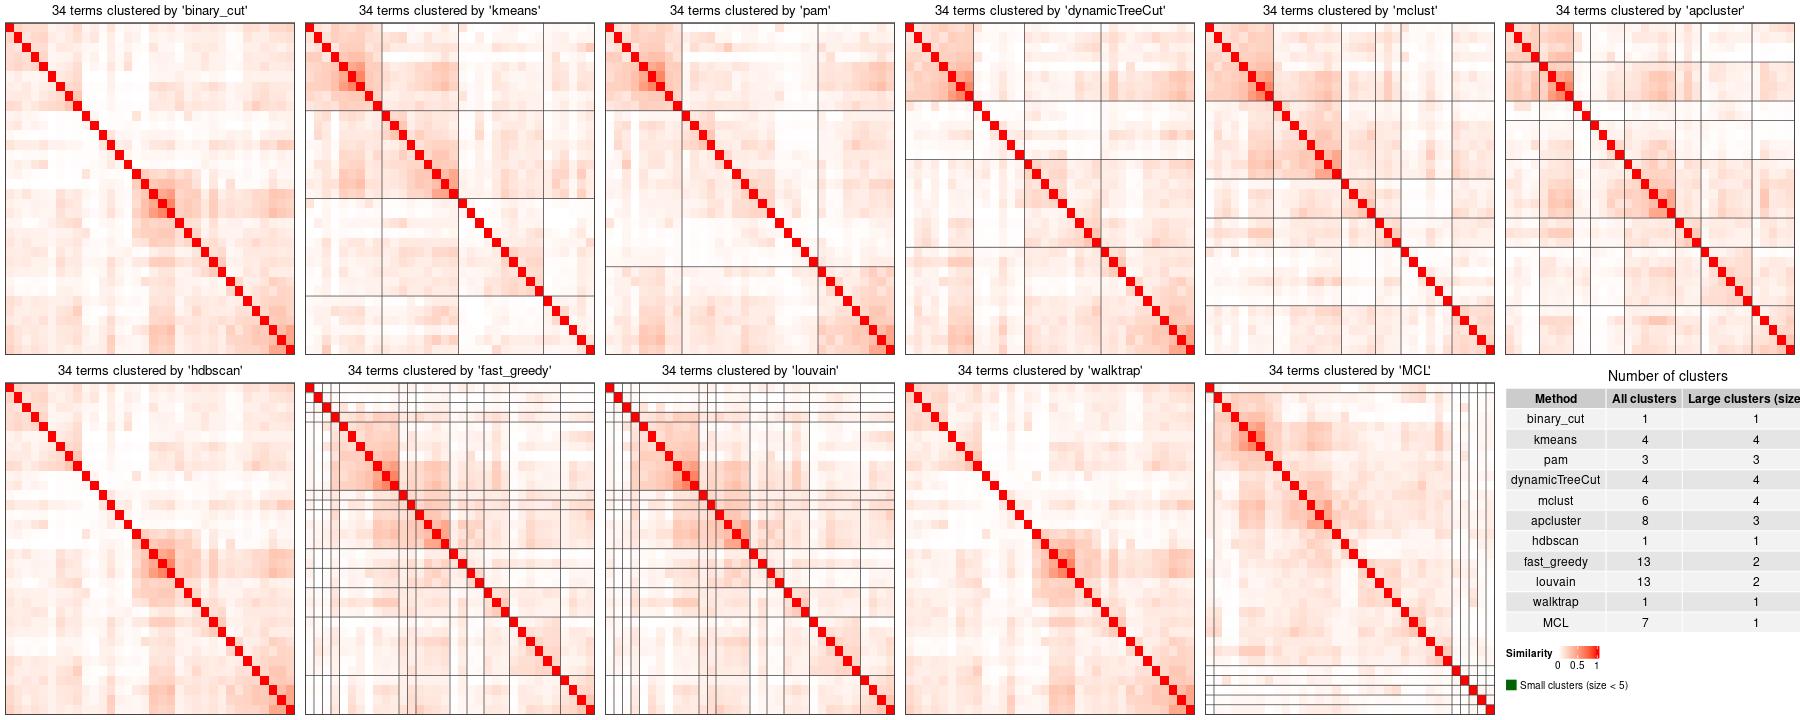 34 terms clustered by 'binary_cut'
34 terms clustered by 'kmeans'
34 terms clustered by 'pam'
34 terms clustered by 'dynamicTreeCut'
34 terms clustered by 'mclust'
34 terms clustered by 'apcluster'
34 terms clustered by 'hdbscan'
34 terms clustered by 'fast_greedy'
34 terms clustered by 'louvain'
34 terms clustered by 'walktrap'
34 terms clustered by 'MCL'
Number of clusters
Method All clusters Large clusters (size
binary_cut 1 1
kmeans 4 4
pam 3 3
dynamicTreeCut 4 4
mclust 6 4
apcluster 8 3
hdbscan 1 1
fast_greedy 13 2
louvain 13 2
walktrap 1 1
MCL 7 1
Similarity
0 0.5 1
Small clusters (size < 5)